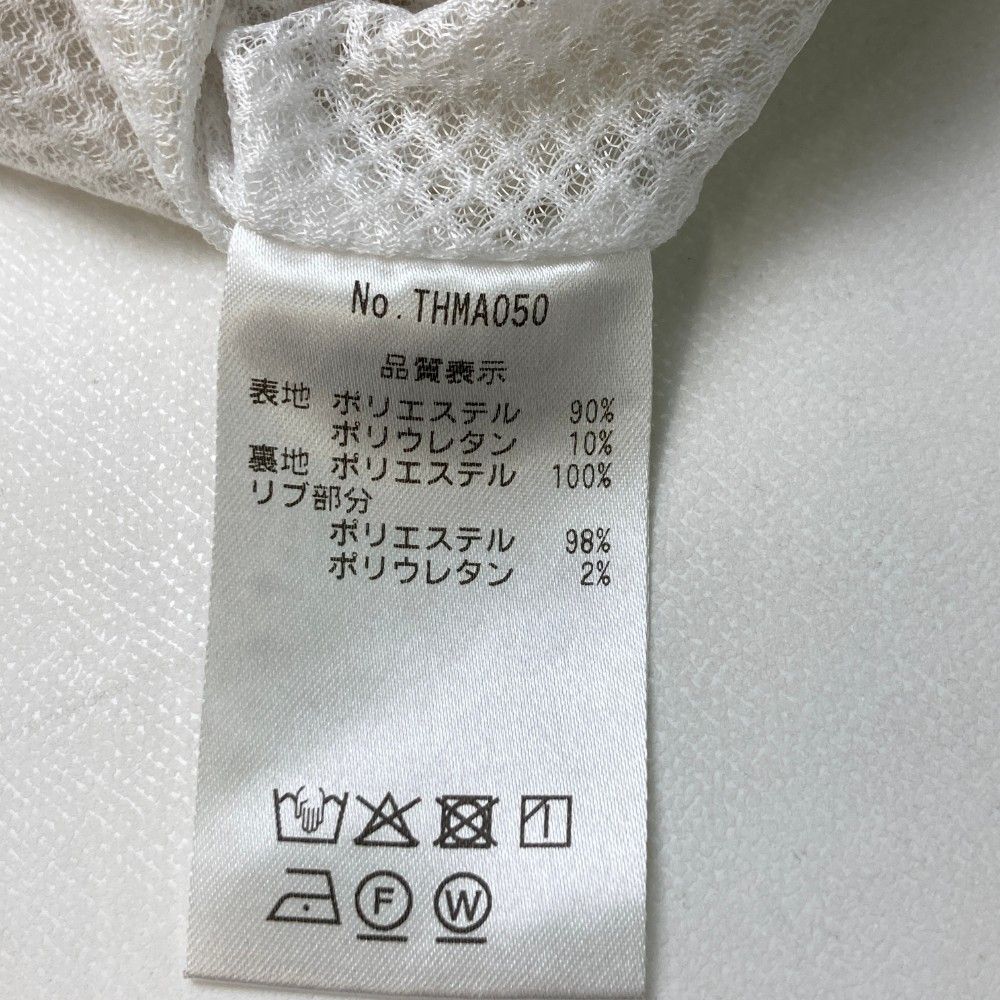 No.THMA050
品質表示
表地 ポリエステル 90%
ポリウレタン 10%
裏地 ポリエステル 100%
リブ部分
ポリエステル 98%
ポリウレタン 2%
F W